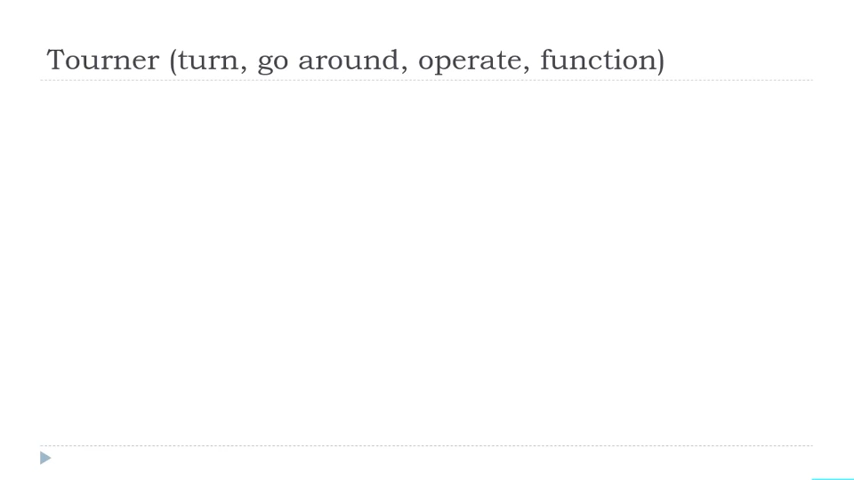 Tourner (turn, go around, operate, function)